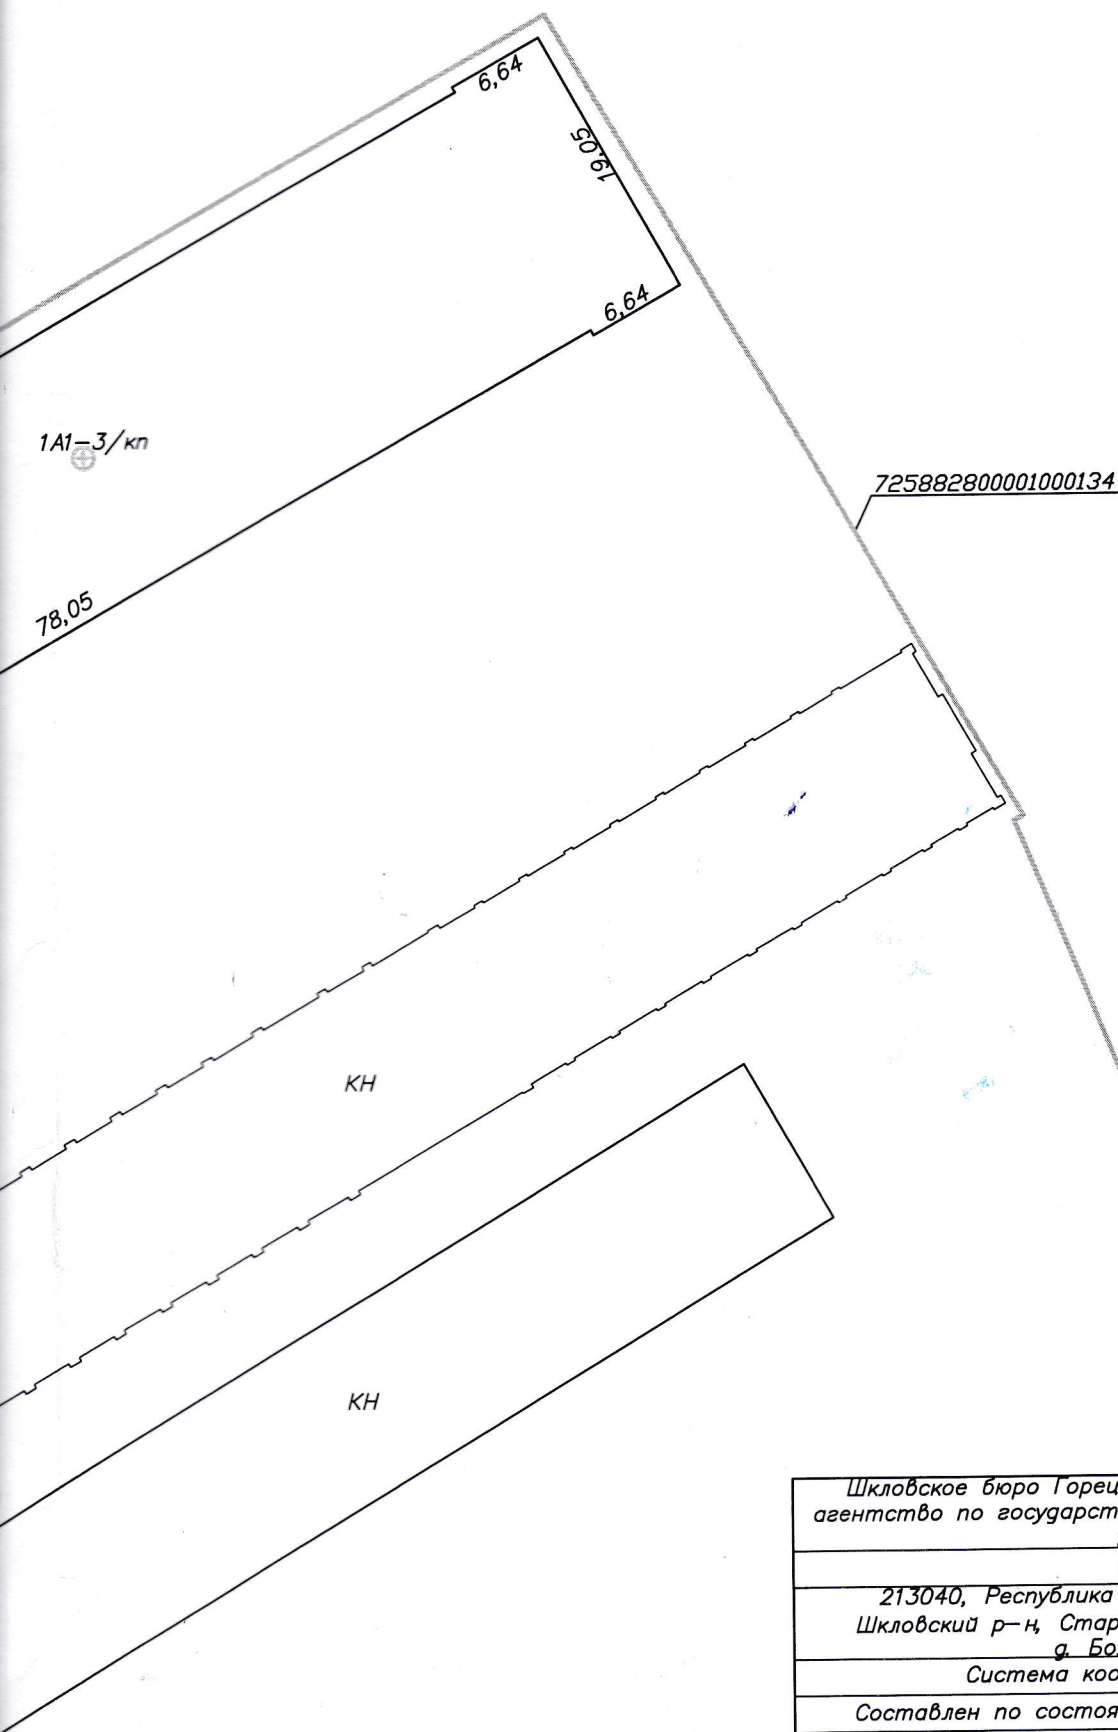 6,64
19,05
6,64
1А1-3/кп
725882800001000134
78,05
КН
КН
Шкловское бюро Горец
агентство по государст
213040, Республика
Шкловский р-н, Стар
д. Бол
Система коо
Составлен по состоя